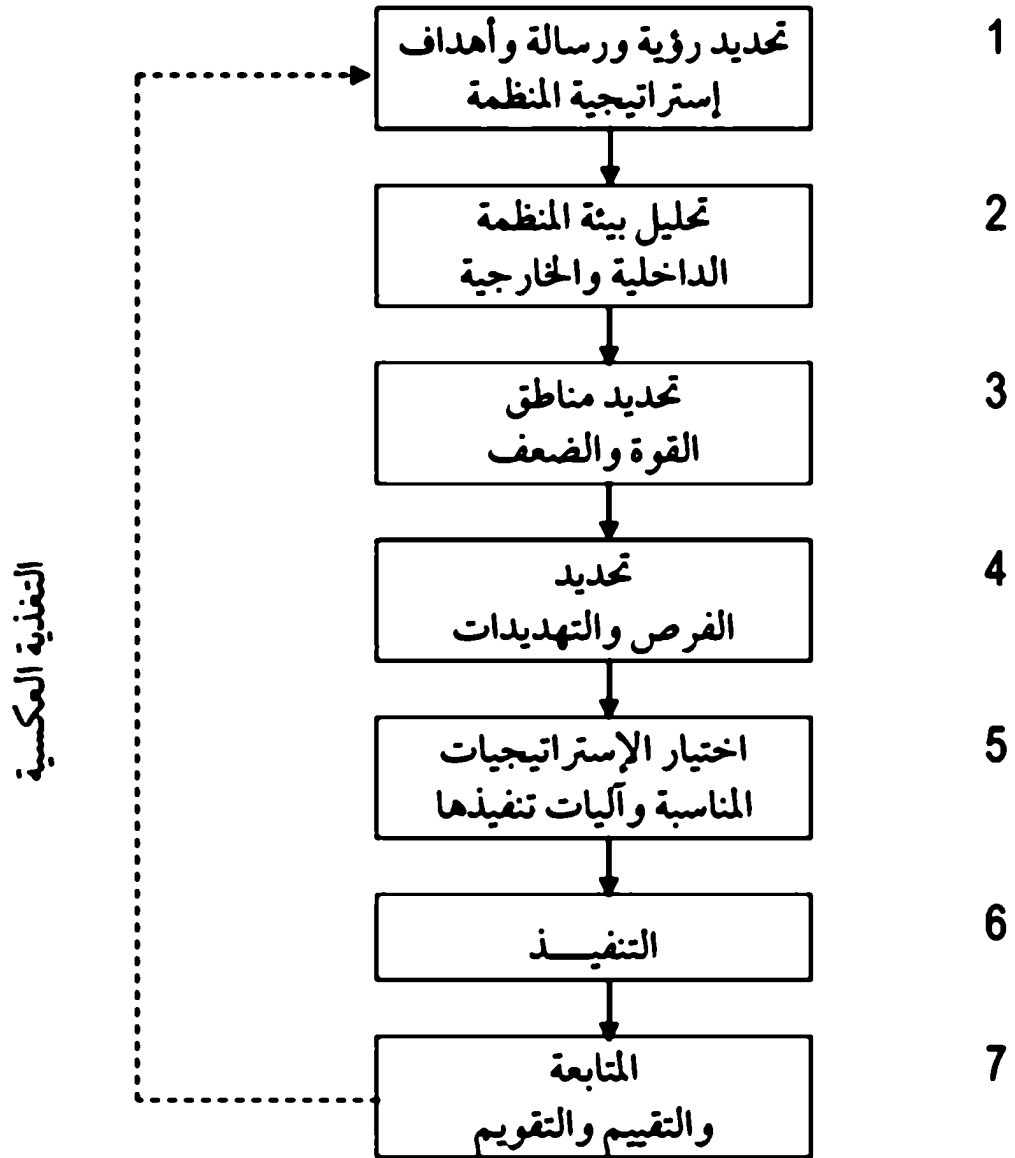 1
تحديد رؤية ورسالة وأهداف
إستراتيجية المنظمة
2
تحليل بيئة المنظمة
الداخلية والخارجية
3
تحديد مناطق
القوة والضعف
4
تحديد
الفرص والتهديدات
5
اختيار الإستراتيجيات
المناسبة وآليات تنفيذها
6
التنفيــــذ
7
المتابعة
والتقييم والتقويم
التغذية العكسية